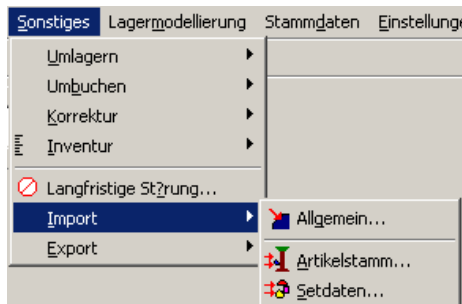 Sonstiges Lagermodellierung Stammdaten Einstellunge
Umlagern
Umbuchen
Korrektur
Inventur
Langfristige St?rung...
Import
Allgemein...
Export
Artikelstamm...
Setdaten...